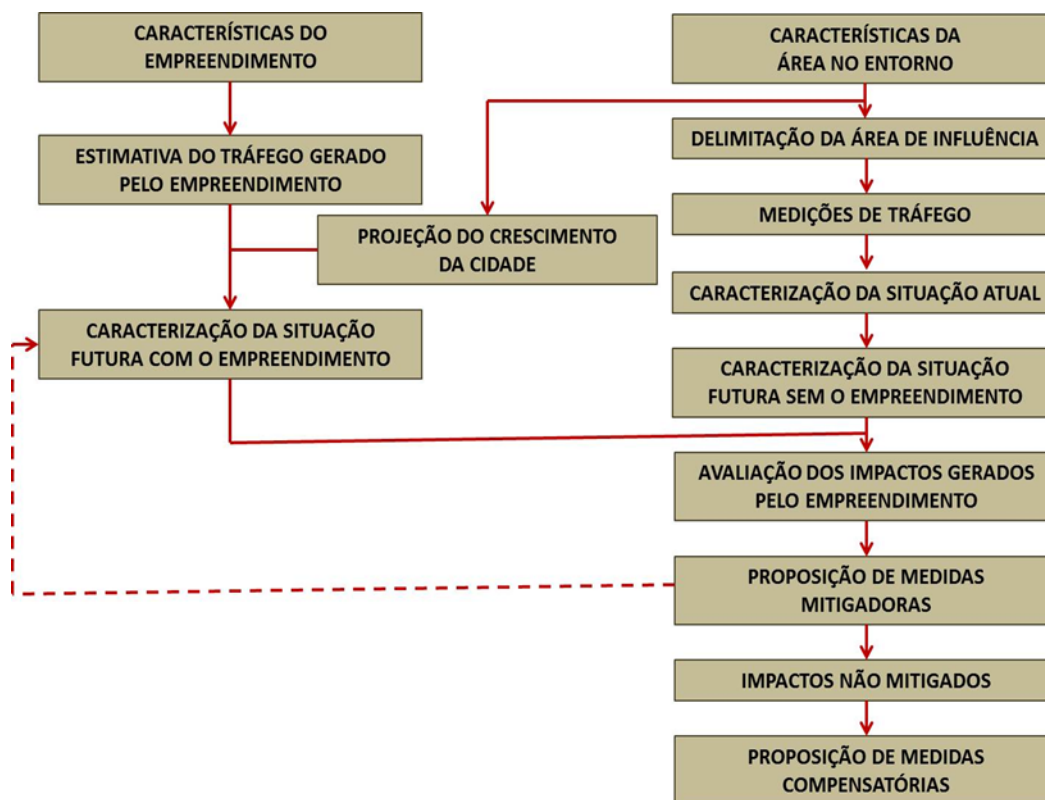 CARACTERÍSTICAS DO
EMPREENDIMENTO
ESTIMATIVA DO TRÁFEGO GERADO
PELO EMPREENDIMENTO
PROJEÇÃO DO CRESCIMENTO
DA CIDADE
CARACTERIZAÇÃO DA SITUAÇÃO
FUTURA COM O EMPREENDIMENTO
CARACTERÍSTICAS DA
ÁREA NO ENTORNO
DELIMITAÇÃO DA ÁREA DE INFLUÊNCIA
MEDIÇÕES DE TRÁFEGO
CARACTERIZAÇÃO DA SITUAÇÃO ATUAL
CARACTERIZAÇÃO DA SITUAÇÃO
FUTURA SEM O EMPREENDIMENTO
AVALIAÇÃO DOS IMPACTOS GERADOS
PELO EMPREENDIMENTO
PROPOSIÇÃO DE MEDIDAS
MITIGADORAS
IMPACTOS NÃO MITIGADOS
PROPOSIÇÃO DE MEDIDAS
COMPENSATÓRIAS